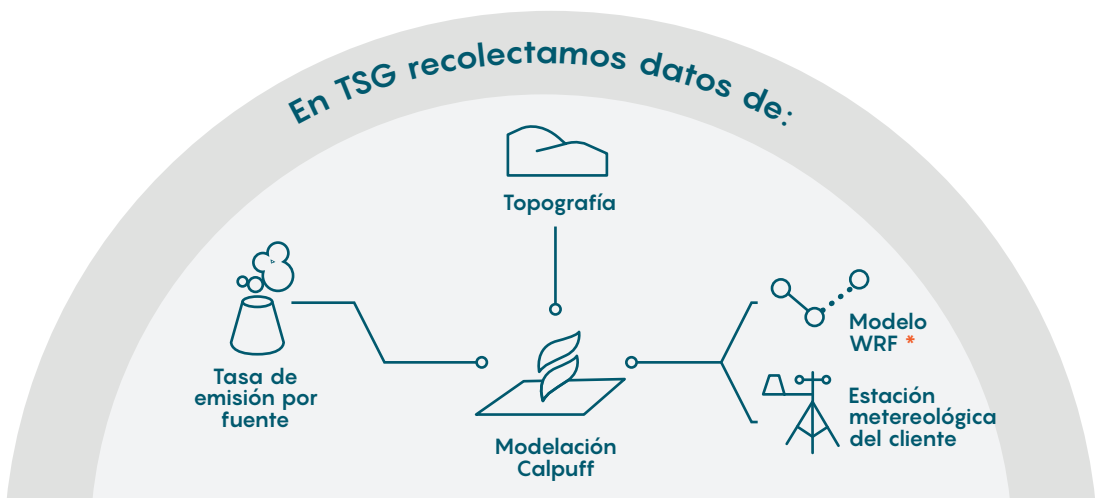 En TSG recolectamos datos de:
Topografía
Tasa de
emisión por
fuente
Modelación
Calpuff
Modelo
WRF *
Estación
metereológica
del cliente